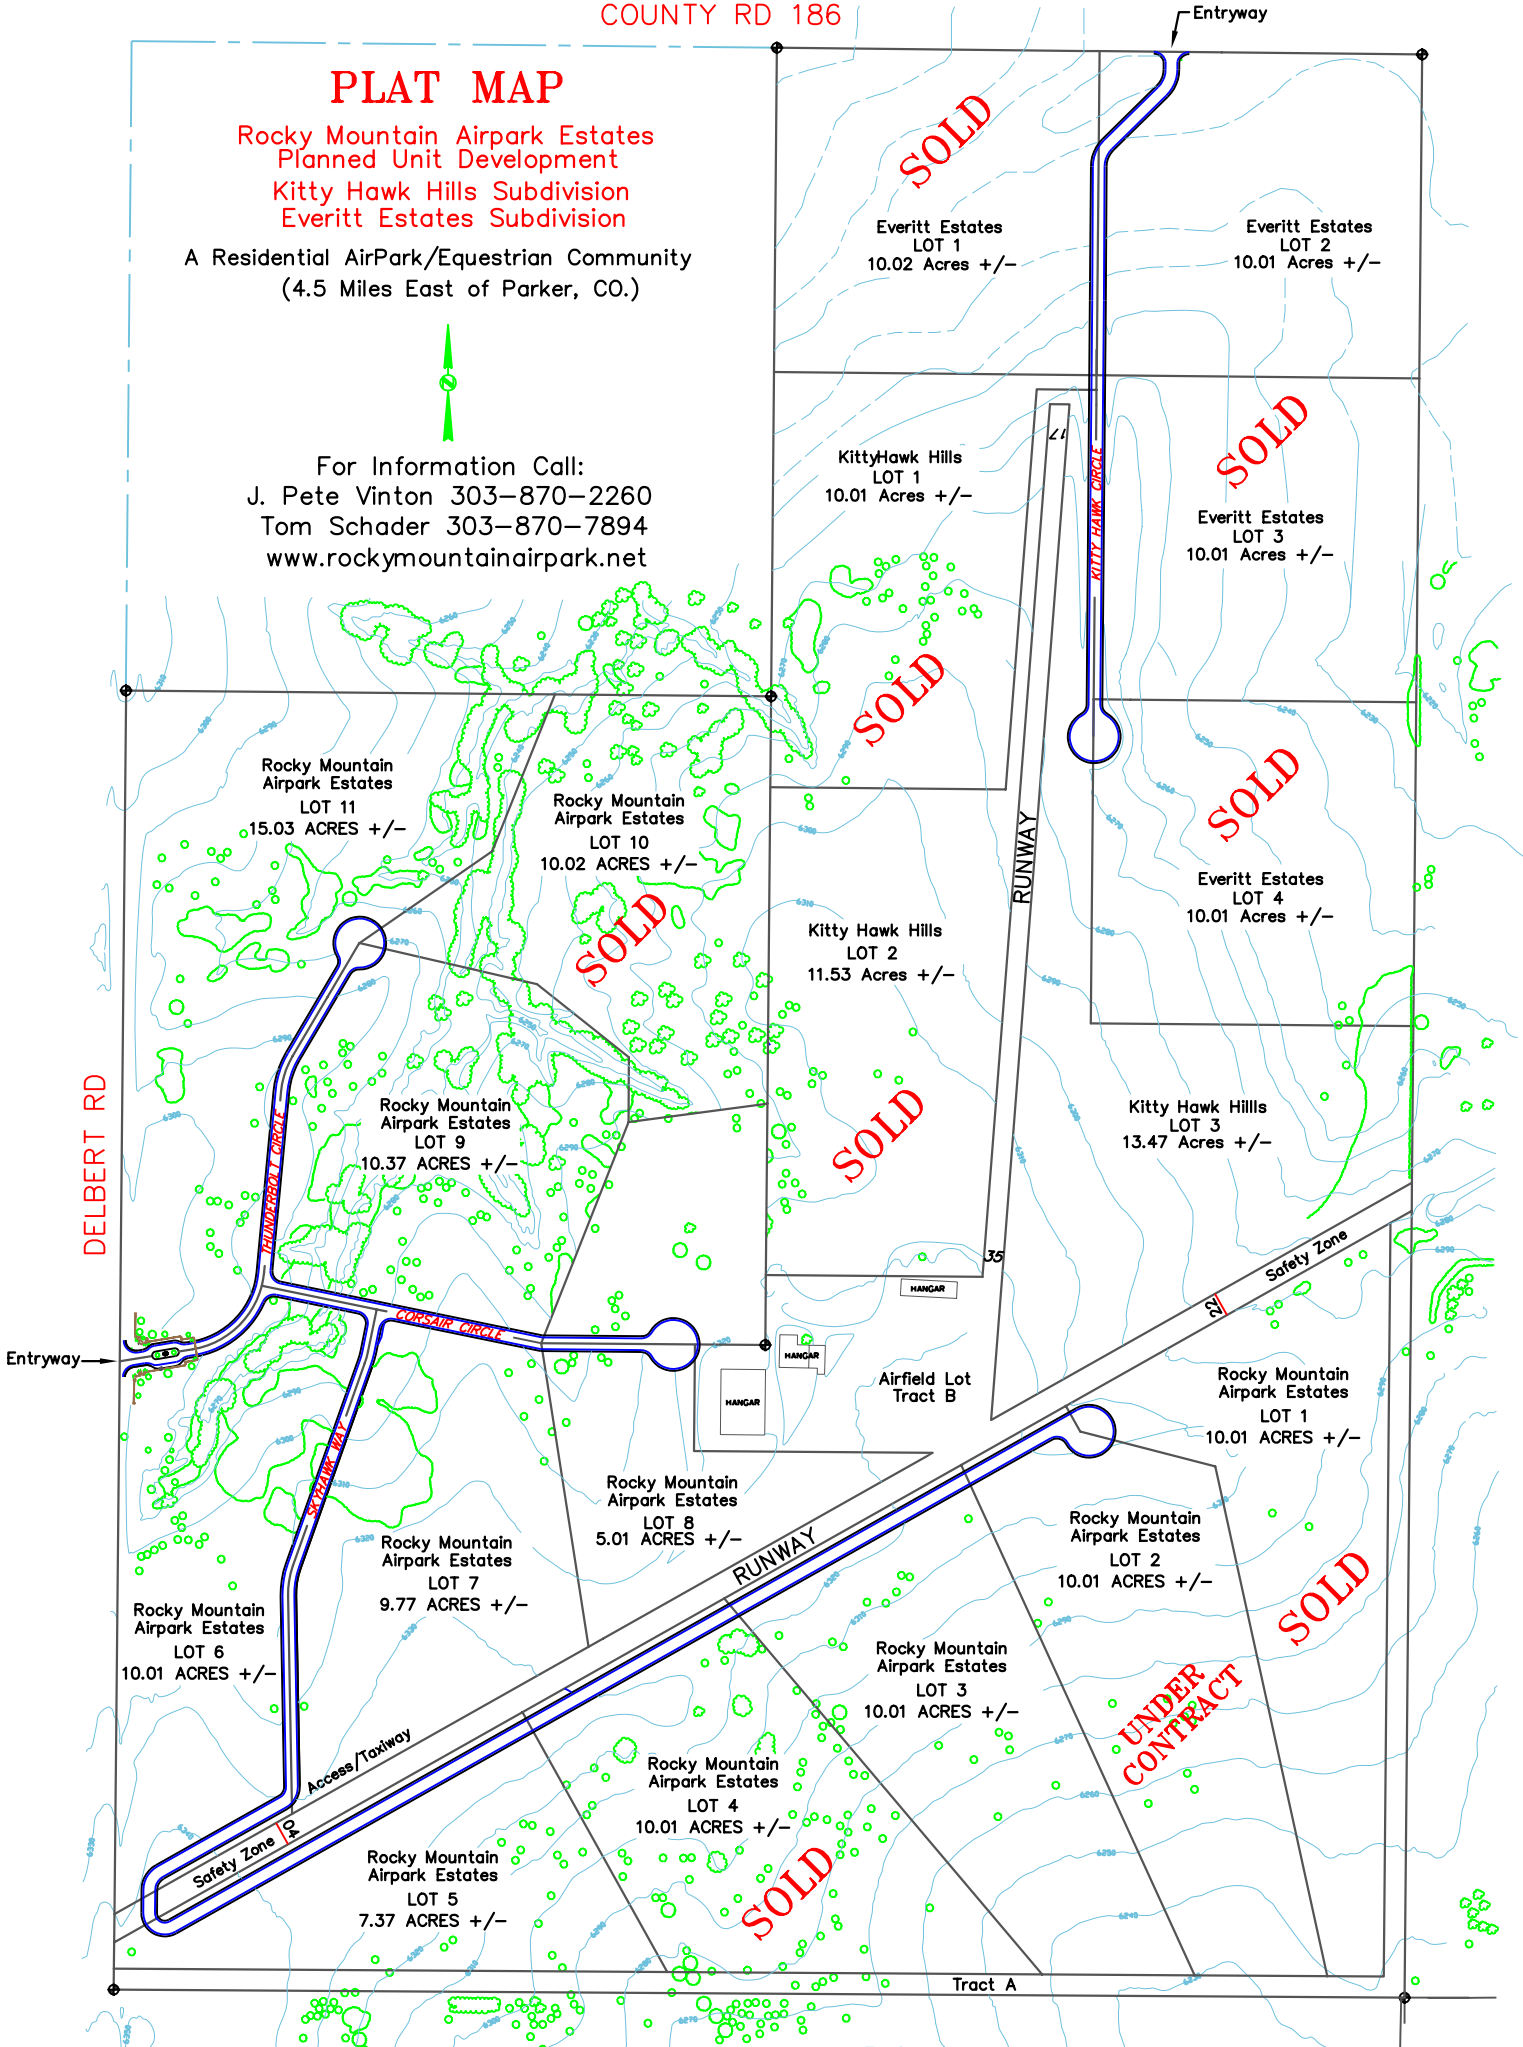 COUNTY RD 186
Entryway
PLAT MAP
Rocky Mountain Airpark Estates
Planned Unit Development
Kitty Hawk Hills Subdivision
Everitt Estates Subdivision
A Residential AirPark/Equestrian Community
(4.5 Miles East of Parker, CO.)
N
For Information Call:
J. Pete Vinton 303-870-2260
Tom Schader 303-870-7894
www.rockymountainairpark.net
SOLD
Everitt Estates
LOT 1
10.02 Acres +/-
Everitt Estates
LOT 2
10.01 Acres +/-
SOLD
Everitt Estates
LOT 3
10.01 Acres +/-
17
KITTY HAWK CIRCLE
KittyHawk Hills
LOT 1
10.01 Acres +/-
SOLD
SOLD
Everitt Estates
LOT 4
10.01 Acres +/-
RUNWAY
Rocky Mountain
Airpark Estates
LOT 11
15.03 ACRES +/-
Rocky Mountain
Airpark Estates
LOT 10
10.02 ACRES +/-
SOLD
Kitty Hawk Hills
LOT 2
11.53 Acres +/-
SOLD
Kitty Hawk Hillls
LOT 3
13.47 Acres +/-
DELBERT RD
THUNDERBOLT CIRCLE
Rocky Mountain
Airpark Estates
LOT 9
10.37 ACRES +/-
35
HANGAR
HANGAR
HANGAR
Safety Zone
22
CORSAIR CIRCLE
Entryway
Airfield Lot
Tract B
Rocky Mountain
Airpark Estates
LOT 1
10.01 ACRES +/-
SOLD
SKYHAWK WAY
Rocky Mountain
Airpark Estates
LOT 8
5.01 ACRES +/-
Rocky Mountain
Airpark Estates
LOT 7
9.77 ACRES +/-
RUNWAY
Rocky Mountain
Airpark Estates
LOT 2
10.01 ACRES +/-
UNDER
CONTRACT
Rocky Mountain
Airpark Estates
LOT 6
10.01 ACRES +/-
Rocky Mountain
Airpark Estates
LOT 3
10.01 ACRES +/-
Access/Taxiway
Rocky Mountain
Airpark Estates
LOT 4
10.01 ACRES +/-
SOLD
04
Safety Zone
Rocky Mountain
Airpark Estates
LOT 5
7.37 ACRES +/-
Tract A